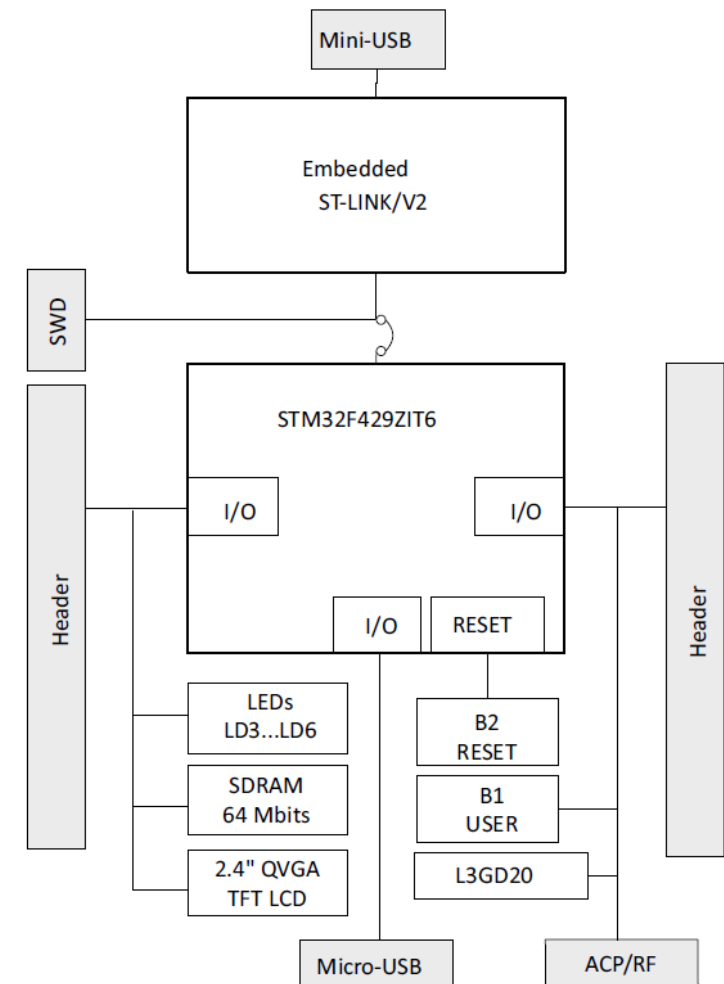 Mini-USB
Embedded
ST-LINK/V2
SWD
STM32F429ZIT6
I/O
I/O
Header
Header
I/O
RESET
LEDs
LD3...LD6
B2
RESET
SDRAM
64 Mbits
B1
USER
2.4" QVGA
TFT LCD
L3GD20
Micro-USB
ACP/RF